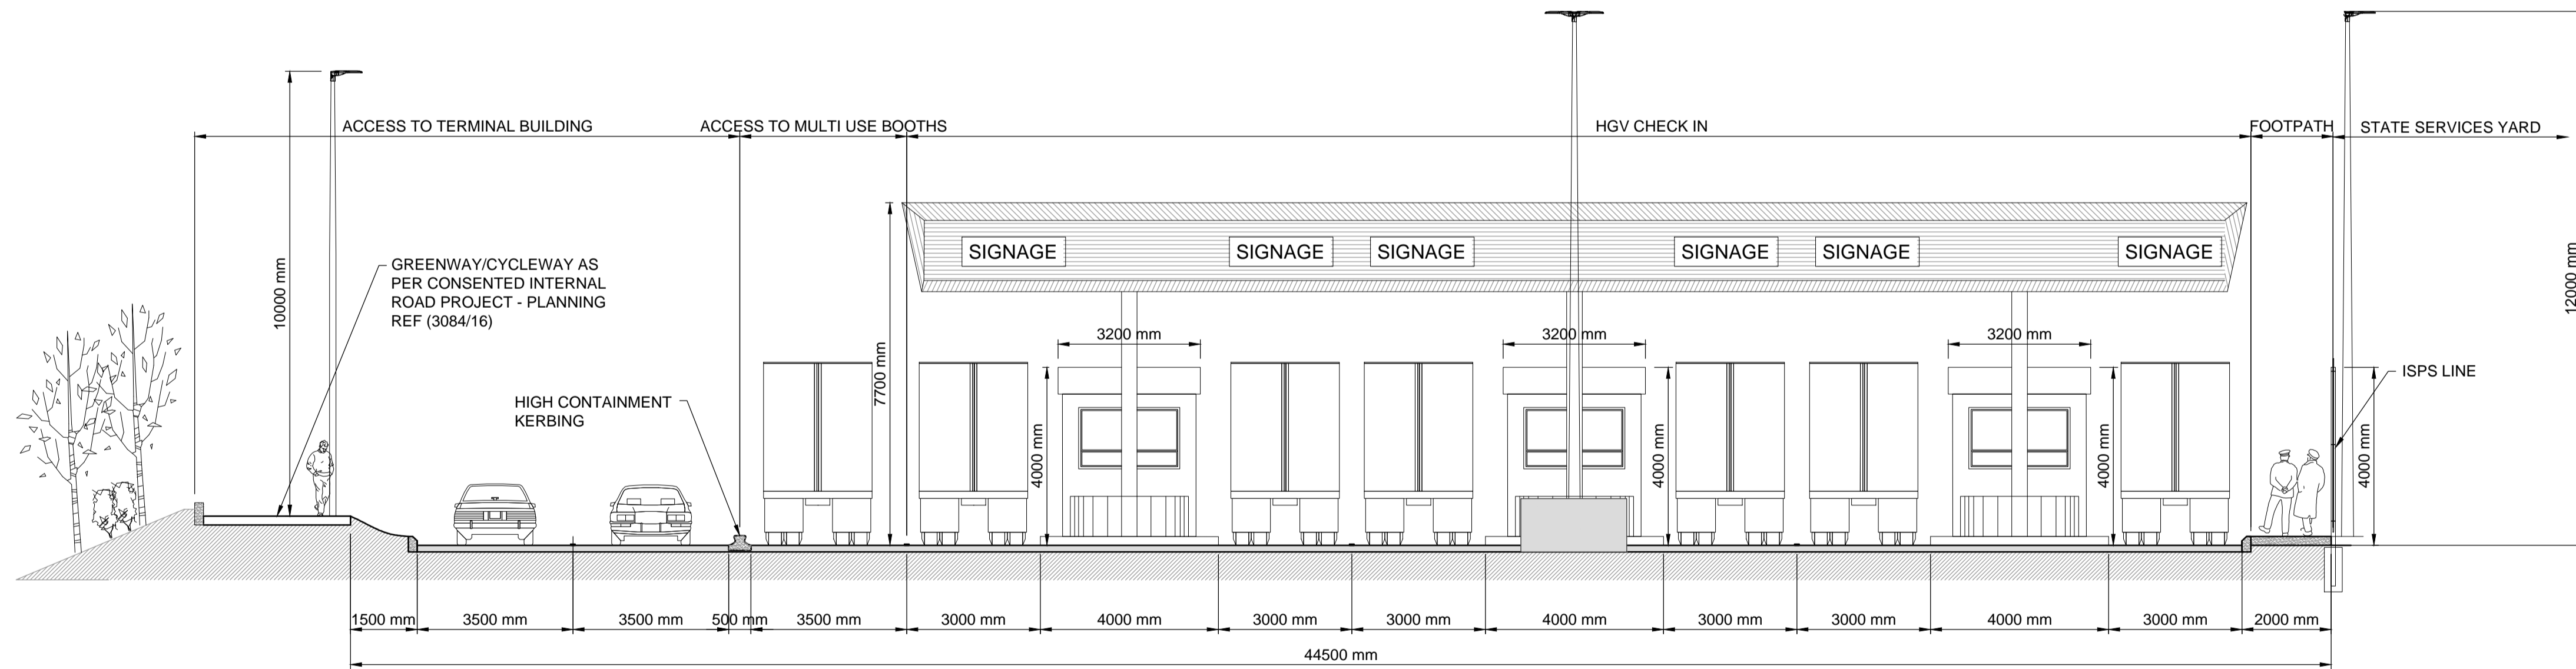 ACCESS TO TERMINAL BUILDING
ACCESS TO MULTI USE BOOTHS
HGV CHECK IN
FOOTPATH
STATE SERVICES YARD
10000 mm
GREENWAY/CYCLEWAY AS
PER CONSENTED INTERNAL
ROAD PROJECT - PLANNING
REF (3084/16)
HIGH CONTAINMENT
KERBING
7700 mm
SIGNAGE
SIGNAGE
SIGNAGE
SIGNAGE
SIGNAGE
SIGNAGE
12000 mm
3200 mm
3200 mm
3200 mm
4000 mm
4000 mm
4000 mm
4000 mm
ISPS LINE
1500 mm
3500 mm
3500 mm
500 mm
3500 mm
3000 mm
4000 mm
3000 mm
3000 mm
4000 mm
3000 mm
3000 mm
4000 mm
3000 mm
2000 mm
44500 mm